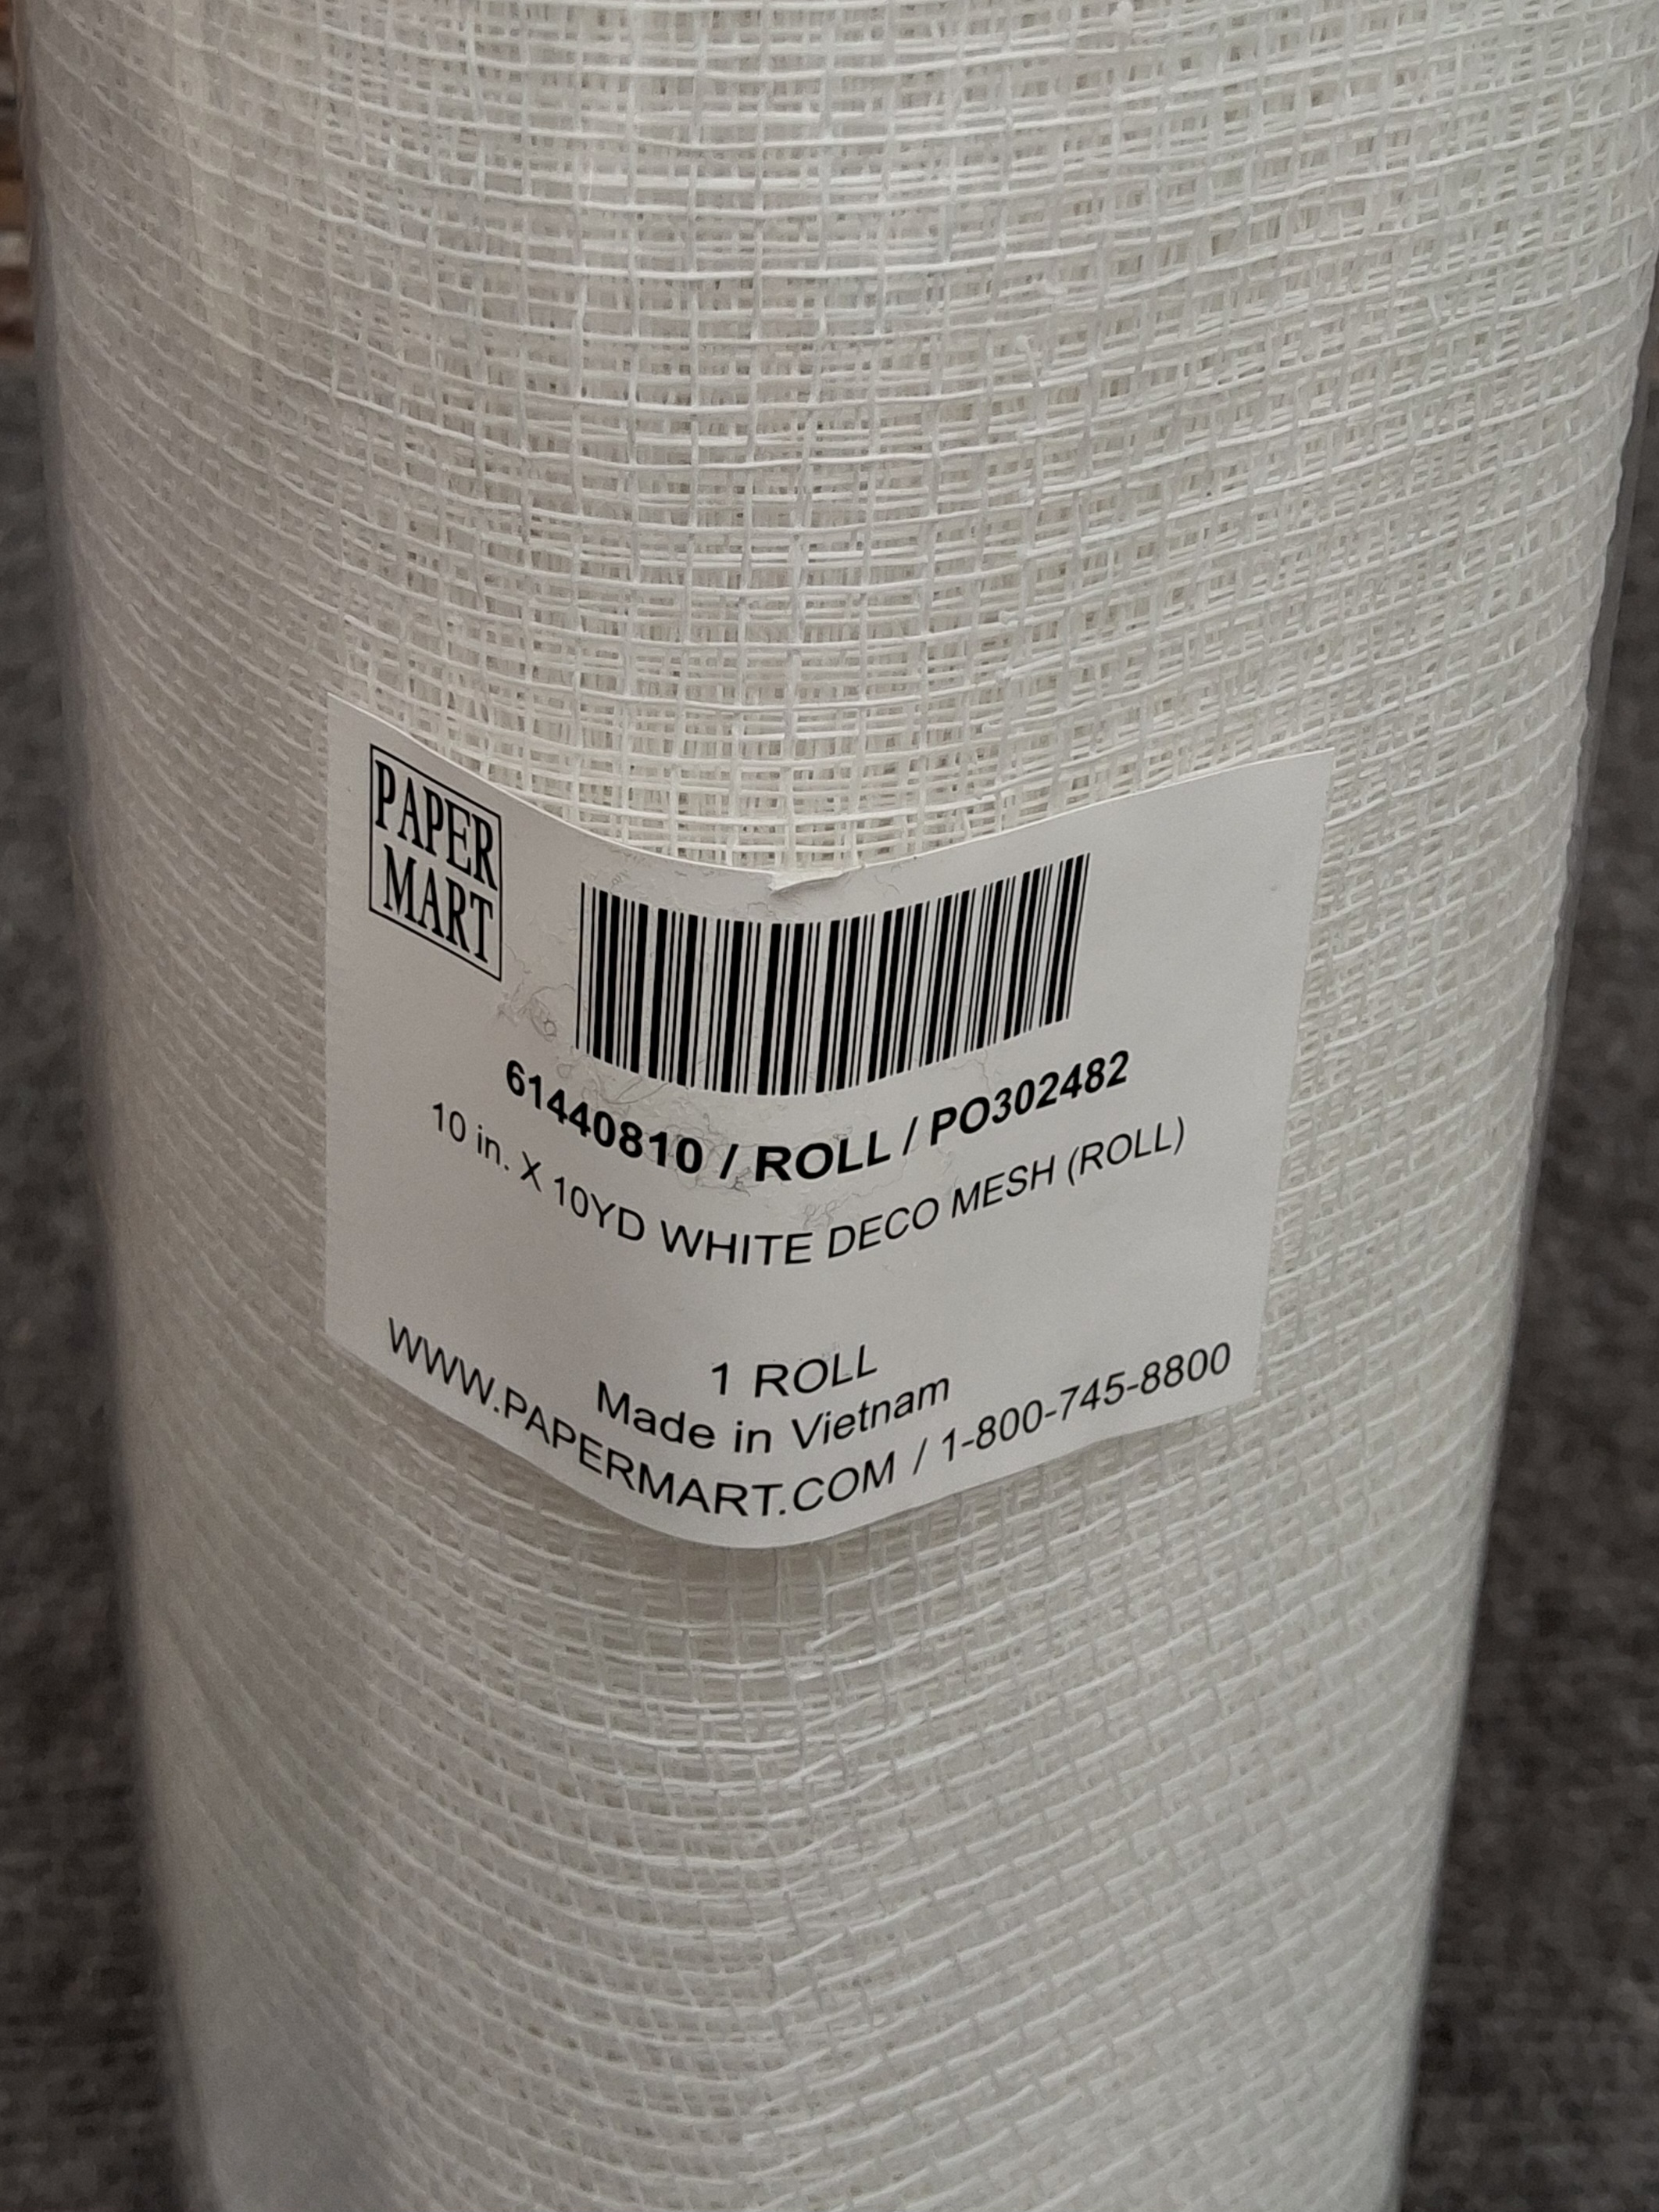 PAPER
MART
61440810 / ROLL / PO302482
10 in. X 10YD WHITE DECO MESH (ROLL)
1 ROLL
Made in Vietnam
WWW.PAPERMART.COM / 1-800-745-8800